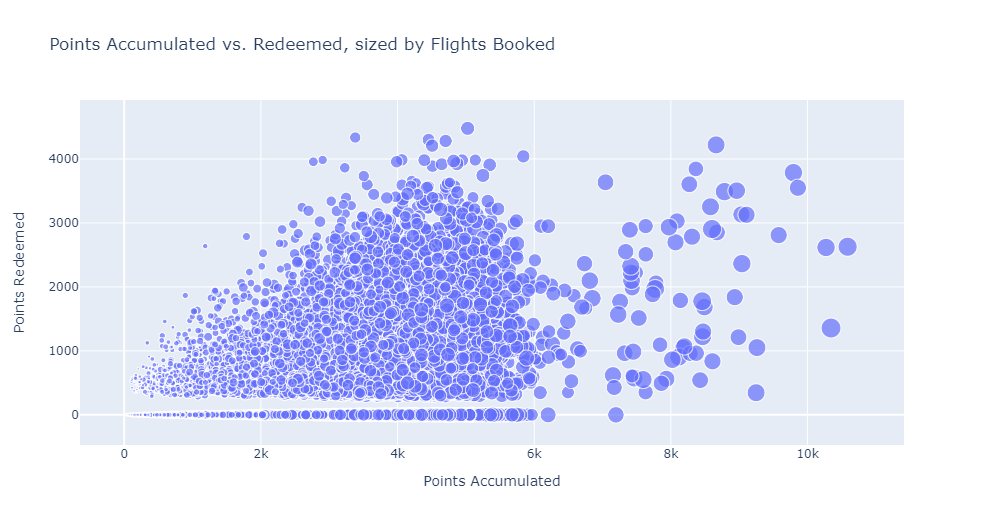 Points Accumulated vs. Redeemed, sized by Flights Booked
Points Redeemed
4000
3000
2000
1000
0
0 2k 4k 6k 8k 10k
Points Accumulated